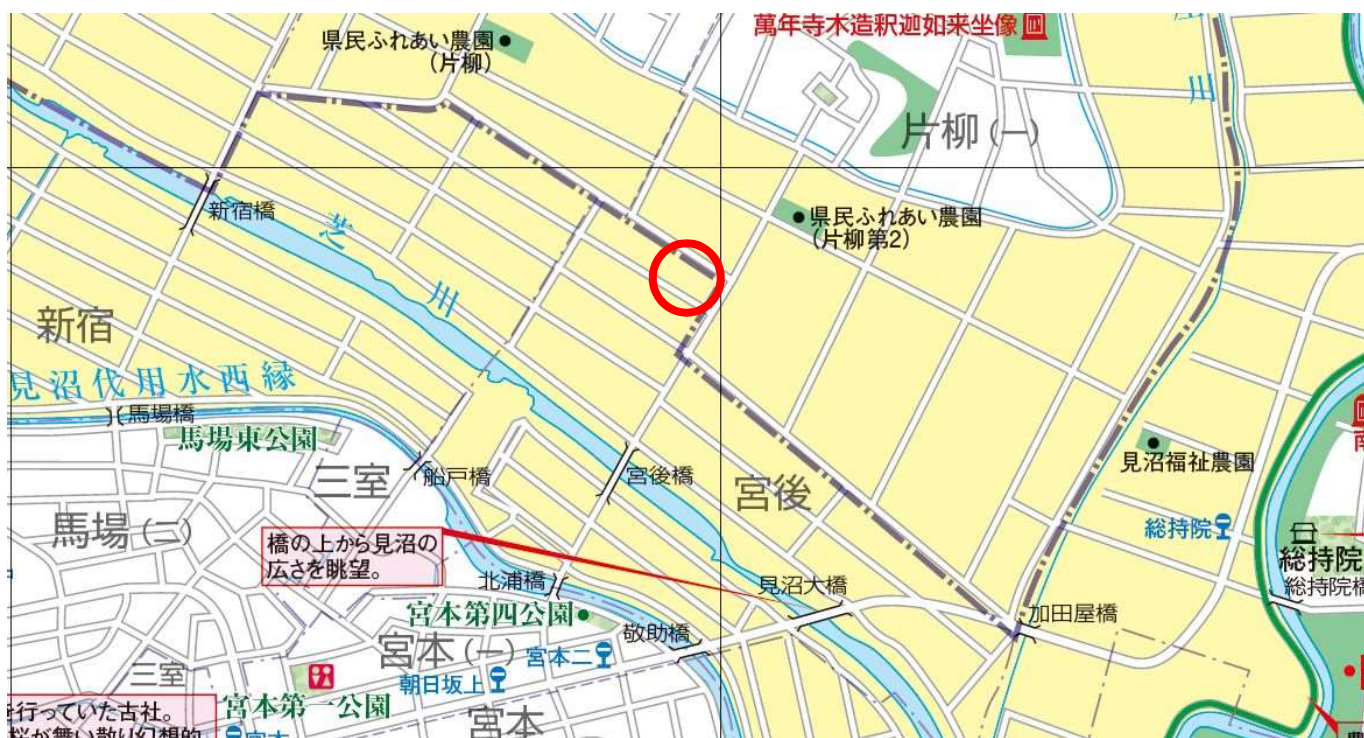 県民ふれあい農園
(片柳)
萬年寺木造釈迦如来坐像
川
片柳(一)
県民ふれあい農園
(片柳第2)
新宿橋
芝
川
新宿
見沼代用水西縁
馬場橋
馬場東公園
三室
船戸橋
宮後橋
宮後
見沼福祉農園
馬場(二)
橋の上から見沼の
広さを眺望。
総持院
総持院
総持院橋
北浦橋
見沼大橋
宮本第四公園
敬助橋
加田屋橋
宮本(一)
宮本二
三室
朝日坂上
宮本第一公園
宮本
行っていた古社。
桜が舞い散り幻想的
宮本